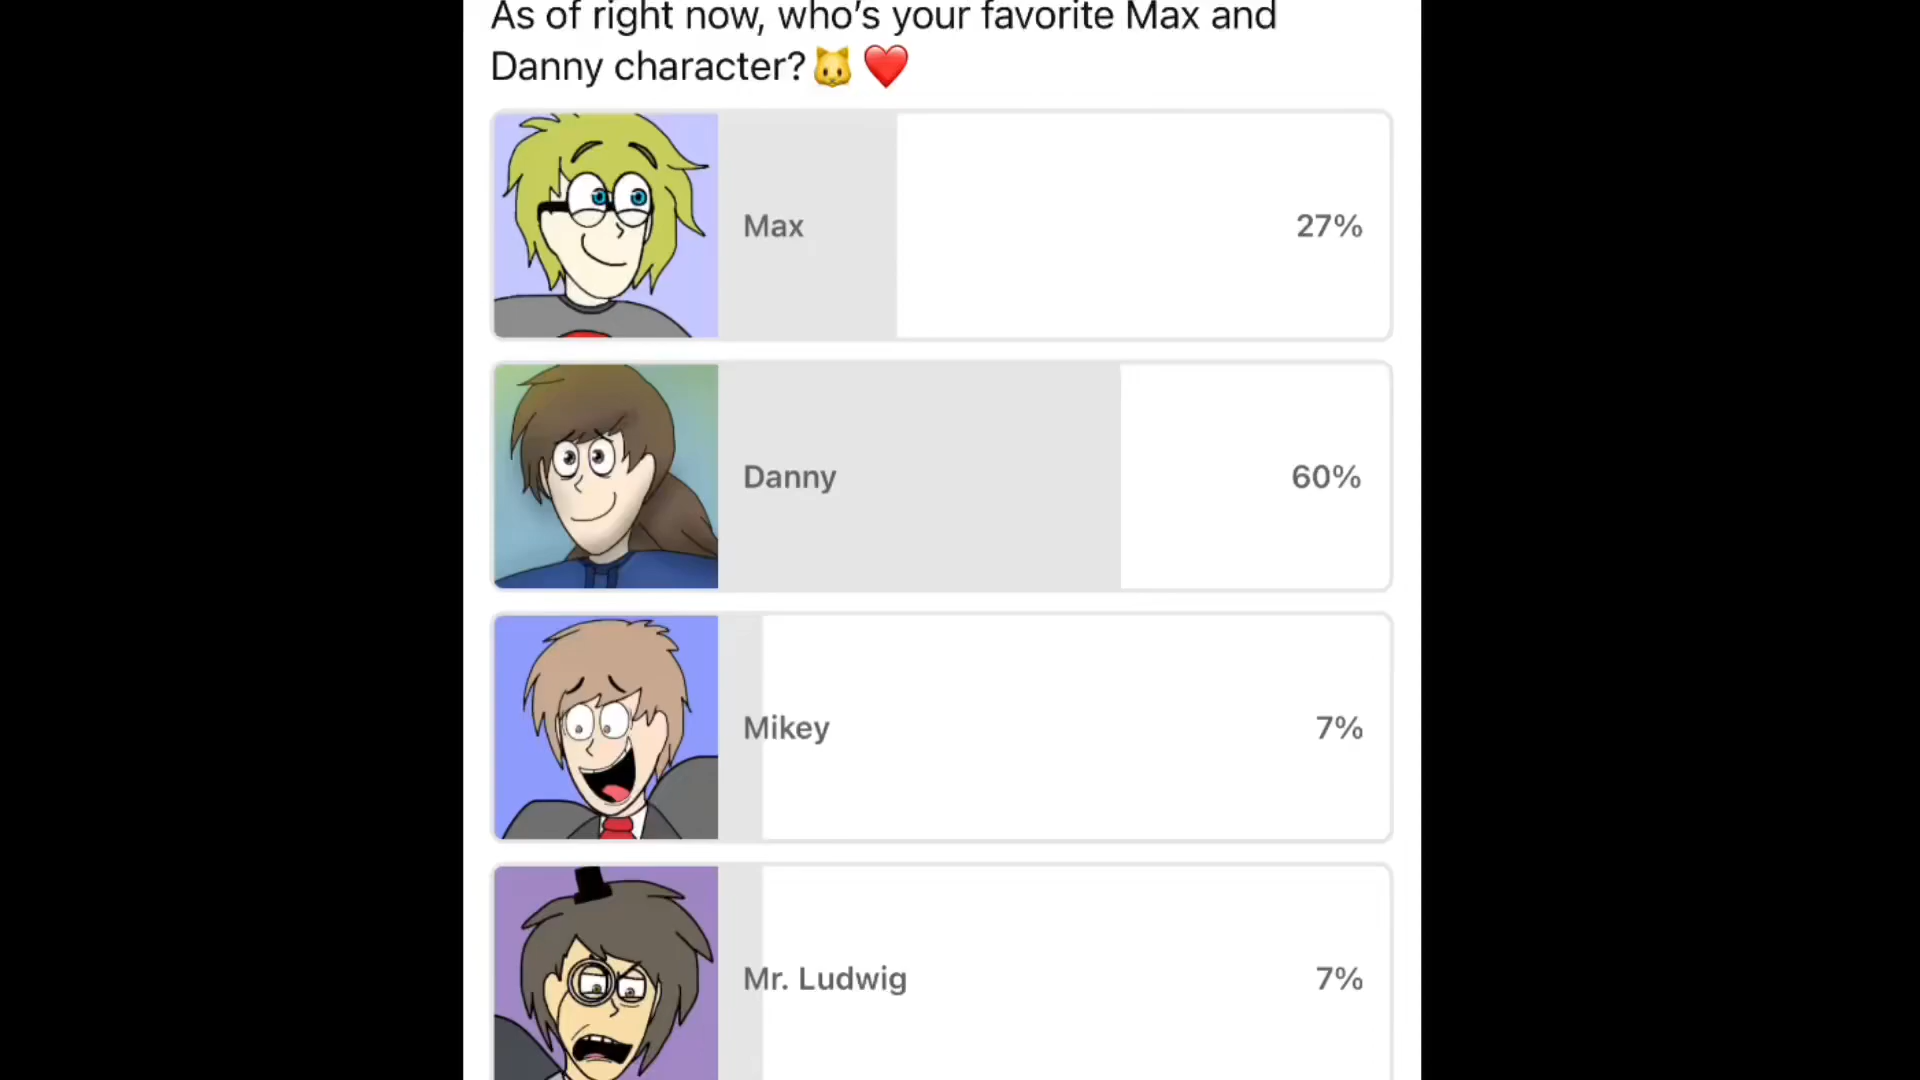 As of right now, who's your favorite Max and
Danny character?🐱❤️
Max
27%
Danny
60%
Mikey
7%
Mr. Ludwig
7%